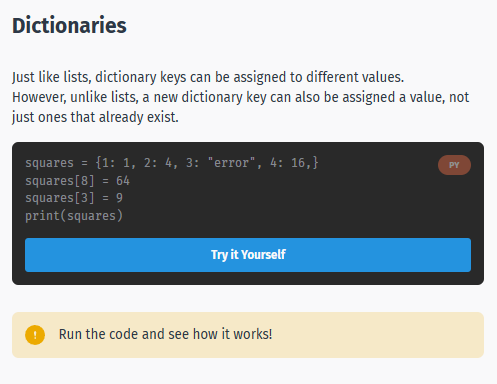 Dictionaries
Just like lists, dictionary keys can be assigned to different values.
However, unlike lists, a new dictionary key can also be assigned a value, not
just ones that already exist.
squares = {1: 1, 2: 4, 3: "error", 4: 16,}
PY
squares[8] = 64
squares[3] = 9
print(squares)
Try it Yourself
! Run the code and see how it works!